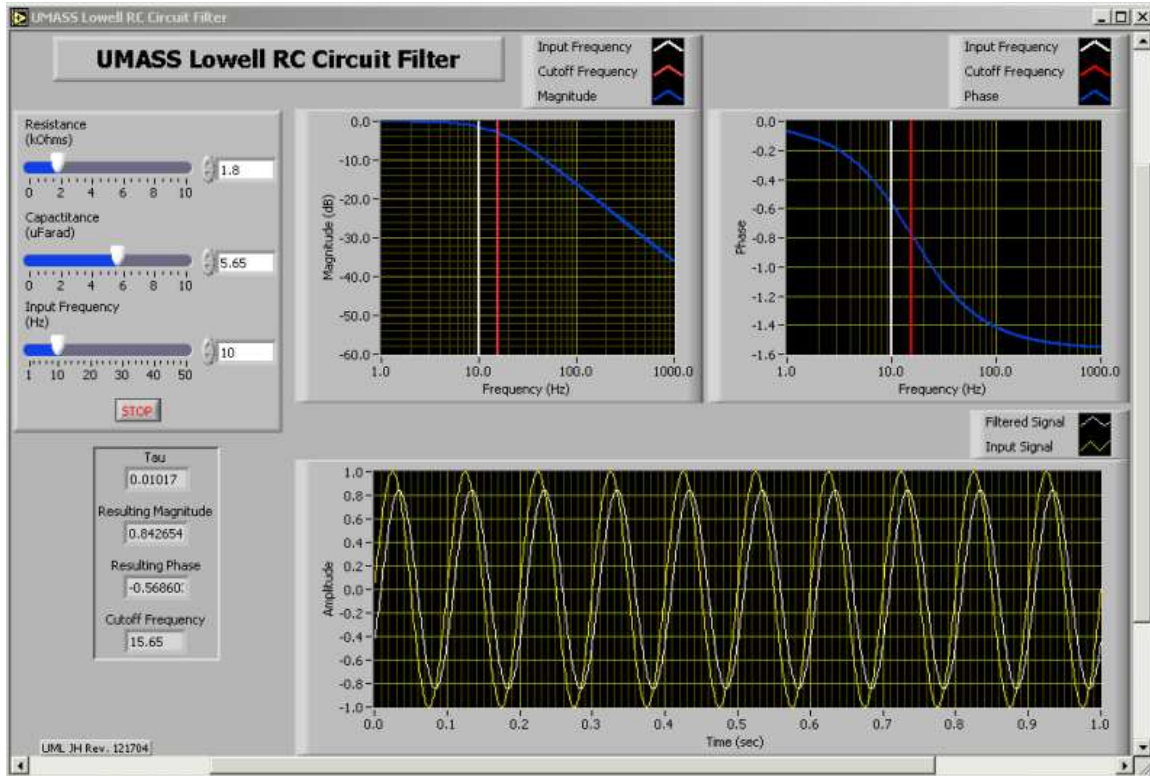 UMASS Lowell RC Circuit Filter
UMASS Lowell RC Circuit Filter
Input Frequency
Cutoff Frequency
Magnitude
Input Frequency
Cutoff Frequency
Phase
Resistance
(kOhms)
1.8
0 2 4 6 8 10
Capactitance
(uFarad)
5.65
0 2 4 6 8 10
Input Frequency
(Hz)
10
1 10 20 30 40 50
STOP
Magnitude (dB)
0.0
-10.0
-20.0
-30.0
-40.0
-50.0
-60.0
1.0 10.0 100.0 1000.0
Frequency (Hz)
Phase
0.0
-0.2
-0.4
-0.6
-0.8
-1.0
-1.2
-1.4
-1.6
1.0 10.0 100.0 1000.0
Frequency (Hz)
Tau
0.01017
Resulting Magnitude
0.842654
Resulting Phase
-0.56860
Cutoff Frequency
15.65
Filtered Signal
Input Signal
Amplitude
1.0
0.8
0.6
0.4
0.2
0.0
-0.2
-0.4
-0.6
-0.8
-1.0
0.0 0.1 0.2 0.3 0.4 0.5 0.6 0.7 0.8 0.9 1.0
Time (sec)
UML JH Rev. 121704